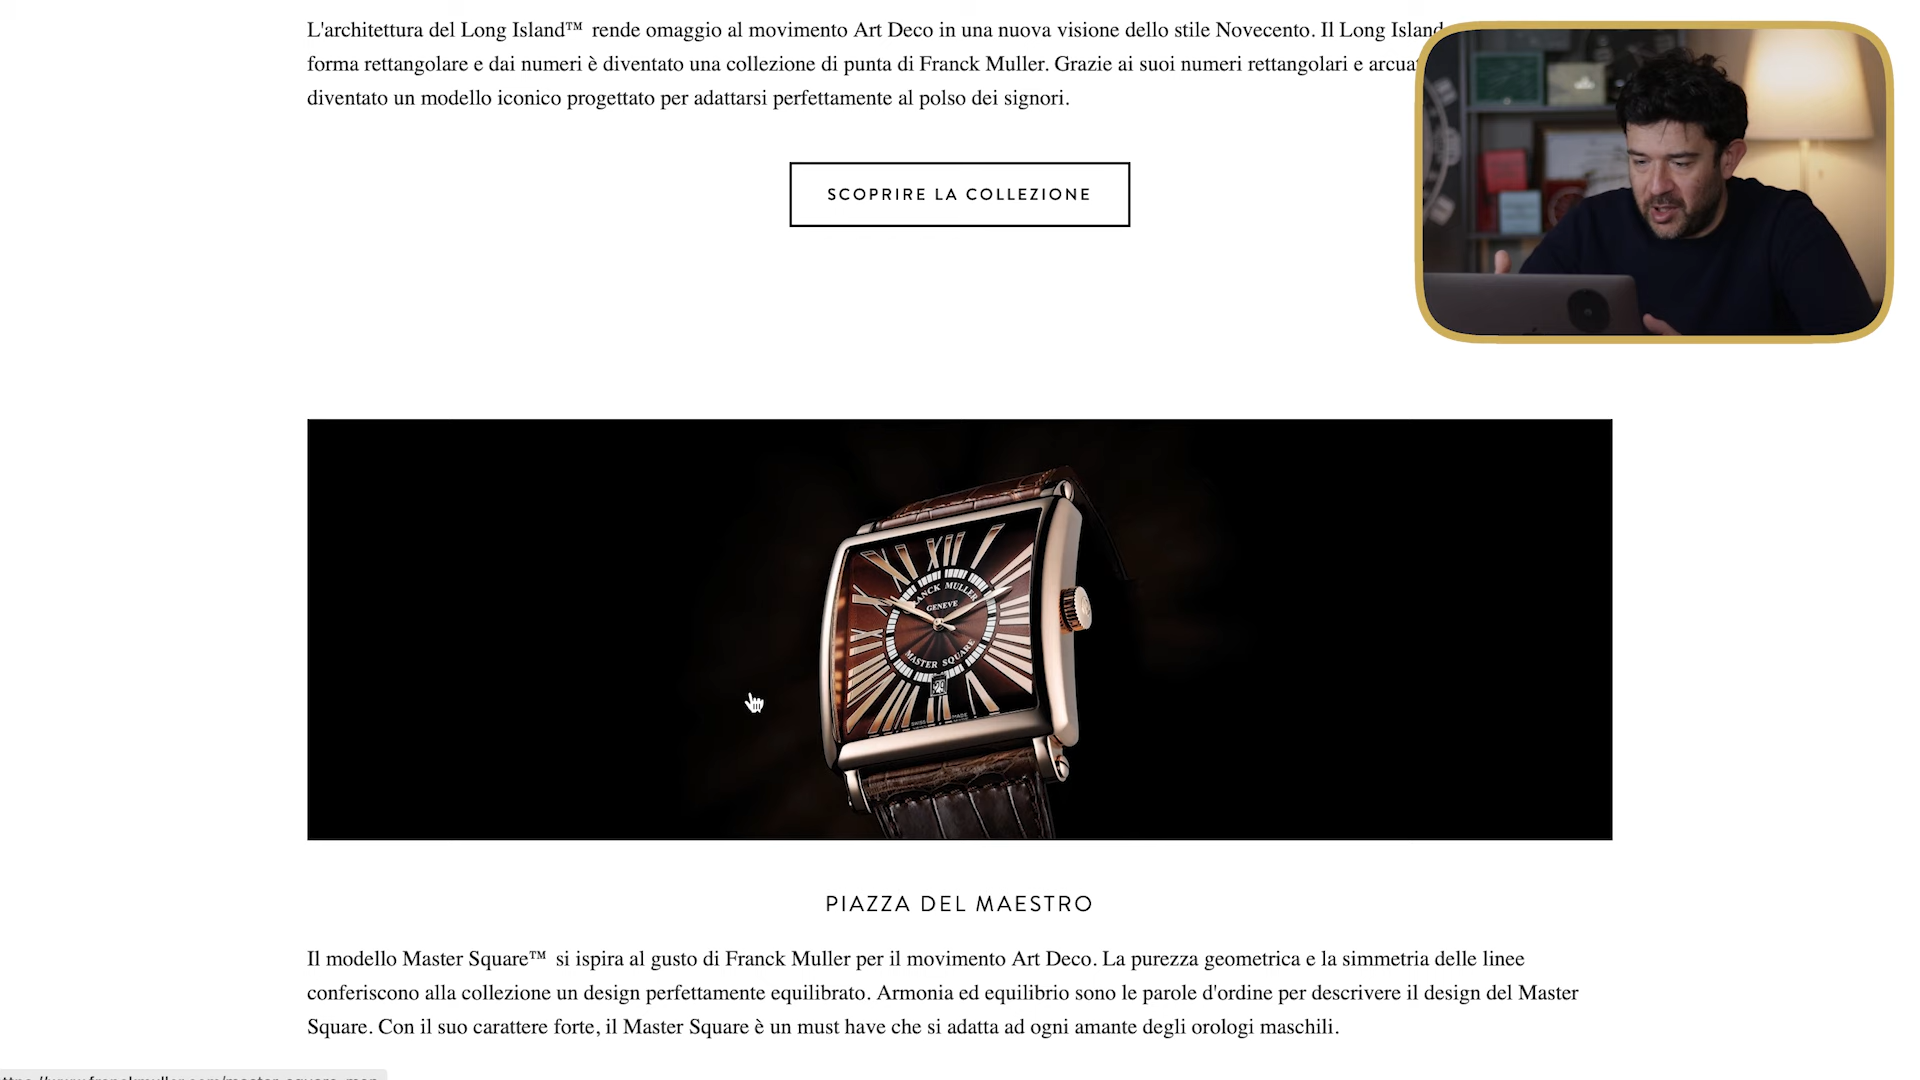 L'architettura del Long Island™ rende omaggio al movimento Art Deco in una nuova visione dello stile Novecento. Il Long Island
forma rettangolare e dai numeri è diventato una collezione di punta di Franck Muller. Grazie ai suoi numeri rettangolari e
diventato un modello iconico progettato per adattarsi perfettamente al polso dei signori.
SCOPRIRE LA COLLEZIONE
XII
FRANCK MULLER
GENEVE
MASTER SQUARE
29
SWISS MADE
PIAZZA DEL MAESTRO
Il modello Master Square™ si ispira al gusto di Franck Muller per il movimento Art Deco. La purezza geometrica e la simmetria delle linee
conferiscono alla collezione un design perfettamente equilibrato. Armonia ed equilibrio sono le parole d'ordine per descrivere il design del Master
Square. Con il suo carattere forte, il Master Square è un must have che si adatta ad ogni amante degli orologi maschili.